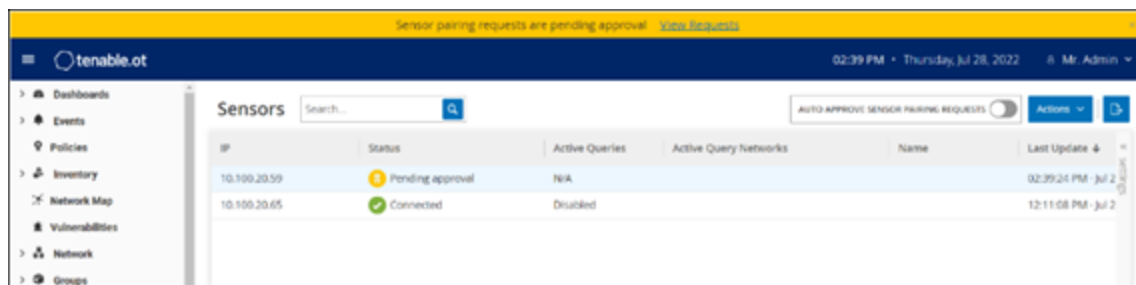 Sensor pairing requests are pending approval View Requests
tenable.ot 02:39 PM • Thursday, Jul 28, 2022 Mr. Admin
Dashboards
Events
Policies
Inventory
Network Map
Vulnerabilities
Network
Groups
Sensors Search... AUTO APPROVE SENSOR PAIRING REQUESTS Actions
IP Status Active Queries Active Query Networks Name Last Update
10.100.20.59 Pending approval N/A 02:39:24 PM - Jul 2
10.100.20.65 Connected Disabled 12:11:08 PM - Jul 2
Settings